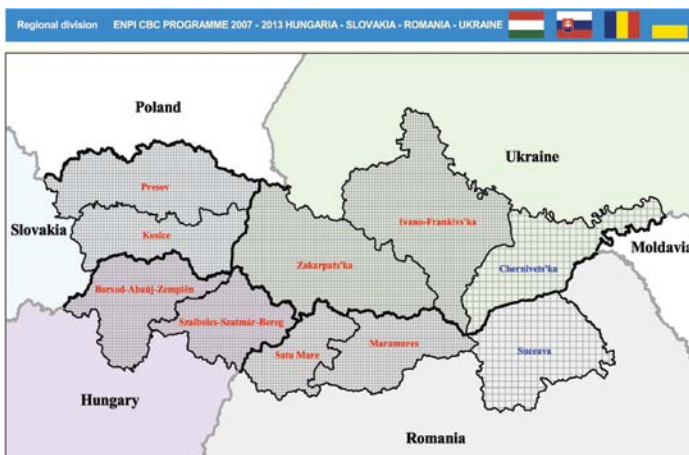 Regional division ENPI CBC PROGRAMME 2007 - 2013 HUNGARIA - SLOVAKIA - ROMANIA - UKRAINE
Poland
Ukraine
Presov
Ivano-Frankivs'ka
Slovakia
Kosice
Moldavia
Zakarpats'ka
Chernivets'ka
Borsod-Abaúj-Zemplén
Szalbolcs-Szatmár-Bereg
Maramures
Satu Mare
Suceava
Hungary
Romania